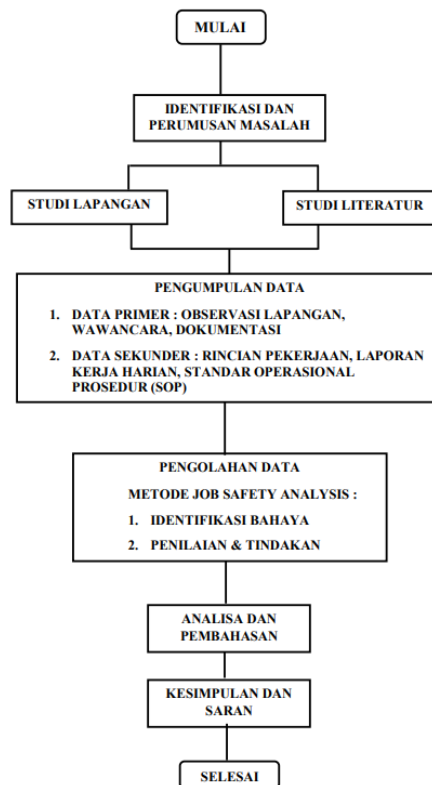 MULAI
IDENTIFIKASI DAN
PERUMUSAN MASALAH
STUDI LAPANGAN
STUDI LITERATUR
PENGUMPULAN DATA
1. DATA PRIMER : OBSERVASI LAPANGAN,
WAWANCARA, DOKUMENTASI
2. DATA SEKUNDER : RINCIAN PEKERJAAN, LAPORAN
KERJA HARIAN, STANDAR OPERASIONAL
PROSEDUR (SOP)
PENGOLAHAN DATA
METODE JOB SAFETY ANALYSIS :
1. IDENTIFIKASI BAHAYA
2. PENILAIAN & TINDAKAN
ANALISA DAN
PEMBAHASAN
KESIMPULAN DAN
SARAN
SELESAI